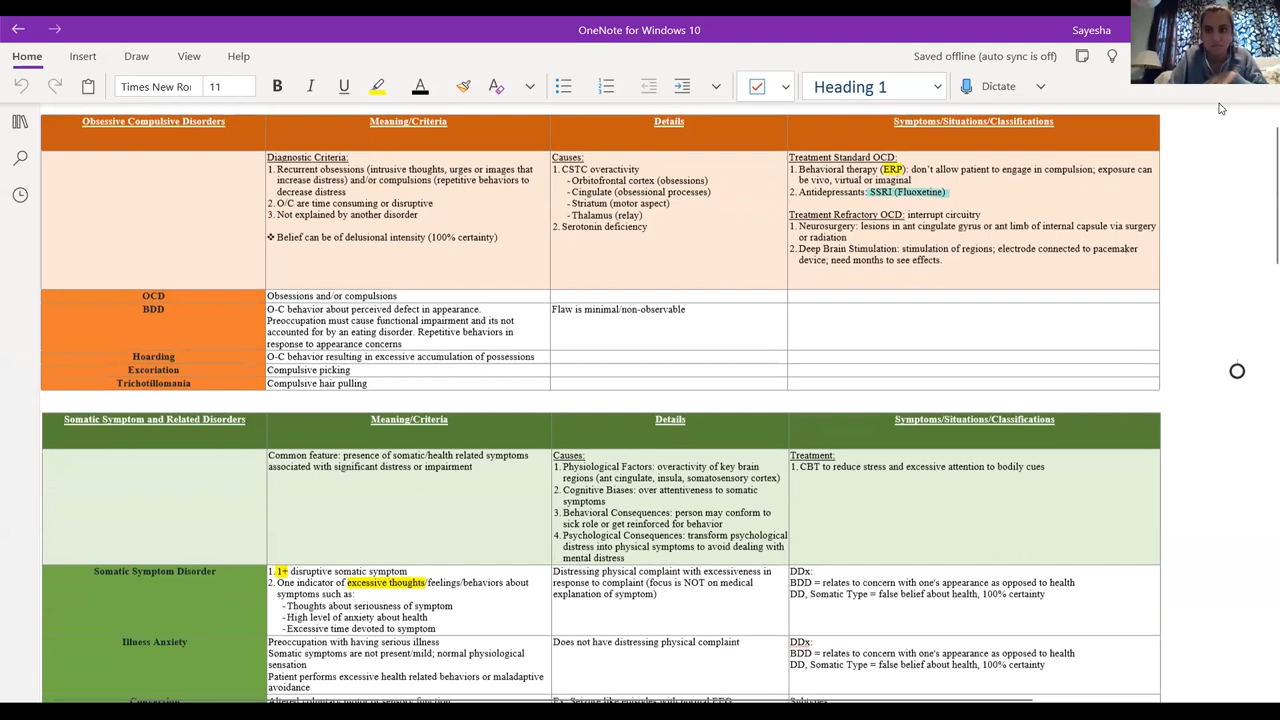 OneNote for Windows 10
Sayesha
Home Insert Draw View Help
Saved offline (auto sync is off)
Times New Ro 11
B I U A
Heading 1
Dictate
Obsessive Compulsive Disorders Meaning/Criteria Details Symptoms/Situations/Classifications
Diagnostic Criteria:
1. Recurrent obsessions (intrusive thoughts, urges or images that
increase distress) and/or compulsions (repetitive behaviors to
decrease distress
2. O/C are time consuming or disruptive
3. Not explained by another disorder
❖ Belief can be of delusional intensity (100% certainty)
Causes:
1. CSTC overactivity
- Orbitofrontal cortex (obsessions)
- Cingulate (obsessional processes)
- Striatum (motor aspect)
- Thalamus (relay)
2. Serotonin deficiency
Treatment Standard OCD:
1. Behavioral therapy (ERP): don't allow patient to engage in compulsion; exposure can
be vivo, virtual or imaginal
2. Antidepressants: SSRI (Fluoxetine)
Treatment Refractory OCD: interrupt circuitry
1. Neurosurgery: lesions in ant cingulate gyrus or ant limb of internal capsule via surgery
or radiation
2. Deep Brain Stimulation: stimulation of regions; electrode connected to pacemaker
device; need months to see effects.
OCD Obsessions and/or compulsions
BDD
O-C behavior about perceived defect in appearance.
Preoccupation must cause functional impairment and its not
accounted for by an eating disorder. Repetitive behaviors in
response to appearance concerns
Flaw is minimal/non-observable
Hoarding O-C behavior resulting in excessive accumulation of possessions
Excoriation Compulsive picking
Trichotillomania Compulsive hair pulling
Somatic Symptom and Related Disorders Meaning/Criteria Details Symptoms/Situations/Classifications
Common feature: presence of somatic/health related symptoms
associated with significant distress or impairment
Causes:
1. Physiological Factors: overactivity of key brain
regions (ant cingulate, insula, somatosensory cortex)
2. Cognitive Biases: over attentiveness to somatic
symptoms
3. Behavioral Consequences: person may conform to
sick role or get reinforced for behavior
4. Psychological Consequences: transform psychological
distress into physical symptoms to avoid dealing with
mental distress
Treatment:
1. CBT to reduce stress and excessive attention to bodily cues
Somatic Symptom Disorder
1. 1+ disruptive somatic symptom
2. One indicator of excessive thoughts/feelings/behaviors about
symptoms such as:
- Thoughts about seriousness of symptom
- High level of anxiety about health
- Excessive time devoted to symptom
Distressing physical complaint with excessiveness in
response to complaint (focus is NOT on medical
explanation of symptom)
DDx:
BDD = relates to concern with one's appearance as opposed to health
DD, Somatic Type = false belief about health, 100% certainty
Illness Anxiety
Preoccupation with having serious illness
Somatic symptoms are not present/mild; normal physiological
sensation
Patient performs excessive health related behaviors or maladaptive
avoidance
Does not have distressing physical complaint
DDx:
BDD = relates to concern with one's appearance as opposed to health
DD, Somatic Type = false belief about health, 100% certainty